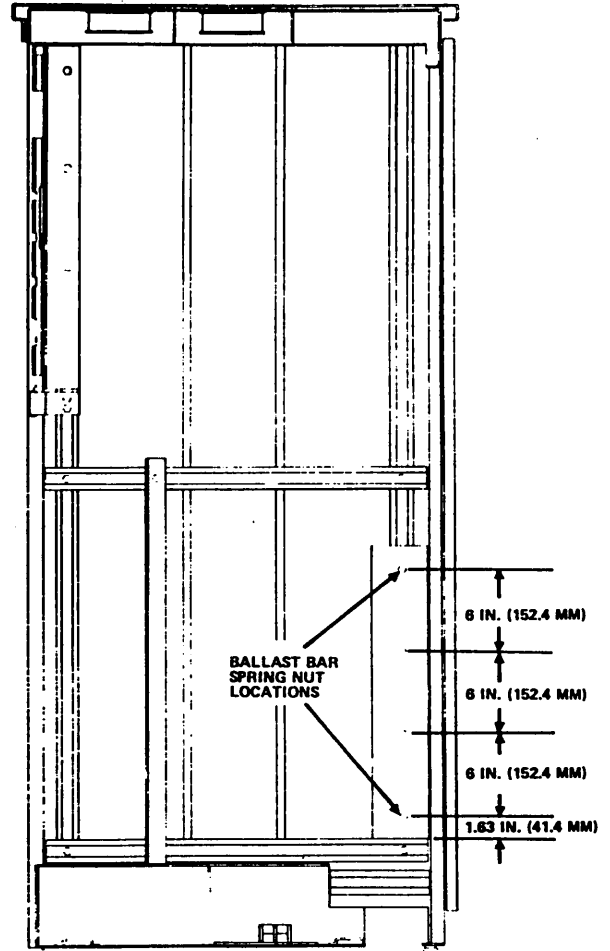 6 IN. (152.4 MM)
BALLAST BAR
SPRING NUT
LOCATIONS
6 IN. (152.4 MM)
6 IN. (152.4 MM)
1.63 IN. (41.4 MM)